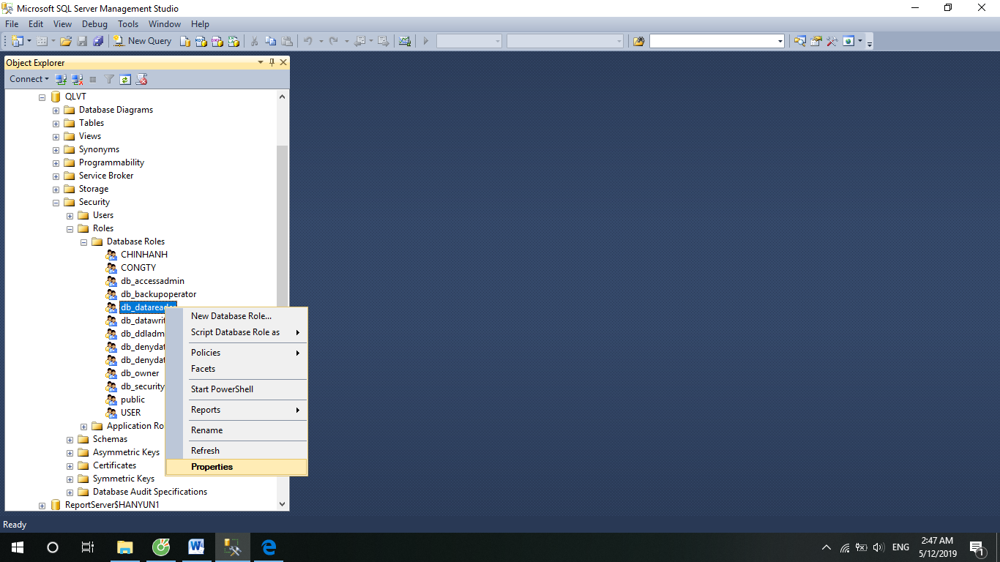 Microsoft SQL Server Management Studio
File Edit View Debug Tools Window Help
New Query
Object Explorer
Connect
QLVT
Database Diagrams
Tables
Views
Synonyms
Programmability
Service Broker
Storage
Security
Users
Roles
Database Roles
CHINHANH
CONGTY
db_accessadmin
db_backupoperator
db_datareader
db_datawrit
db_ddladm
db_denydat
db_denydat
db_owner
db_security
public
USER
Application Ro
Schemas
Asymmetric Keys
Certificates
Symmetric Keys
Database Audit Specifications
ReportServer$HANYUN1
New Database Role...
Script Database Role as
Policies
Facets
Start PowerShell
Reports
Rename
Refresh
Properties
Ready
ENG
2:47 AM
5/12/2019
1